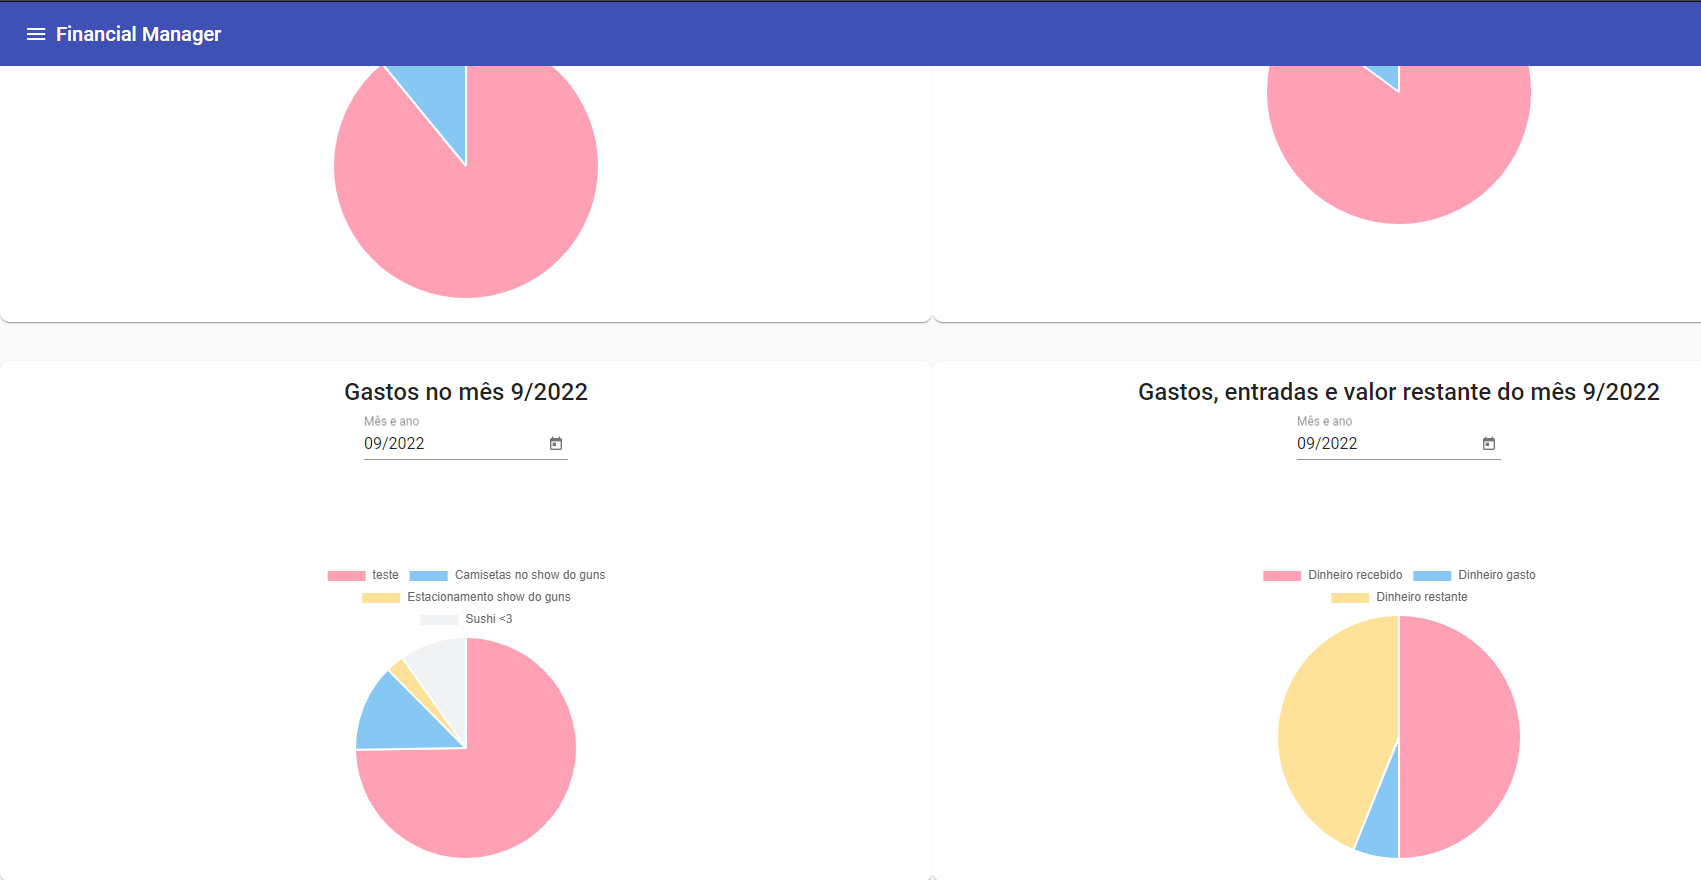 Financial Manager
Gastos no mês 9/2022
Mês e ano
09/2022
teste Camisetas no show do guns
Estacionamento show do guns
Sushi <3
Gastos, entradas e valor restante do mês 9/2022
Mês e ano
09/2022
Dinheiro recebido Dinheiro gasto
Dinheiro restante